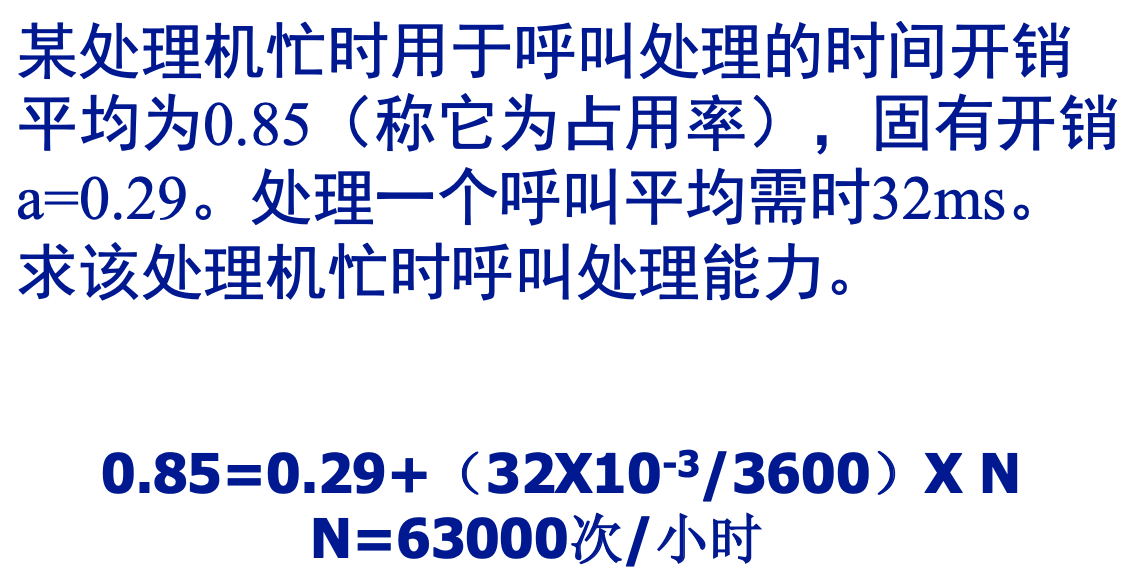 某处理机忙时用于呼叫处理的时间开销
平均为0.85（称它为占用率），固有开销
a=0.29。处理一个呼叫平均需时32ms。
求该处理机忙时呼叫处理能力。
0.85=0.29+（32X10⁻³/3600）X N
N=63000次/小时